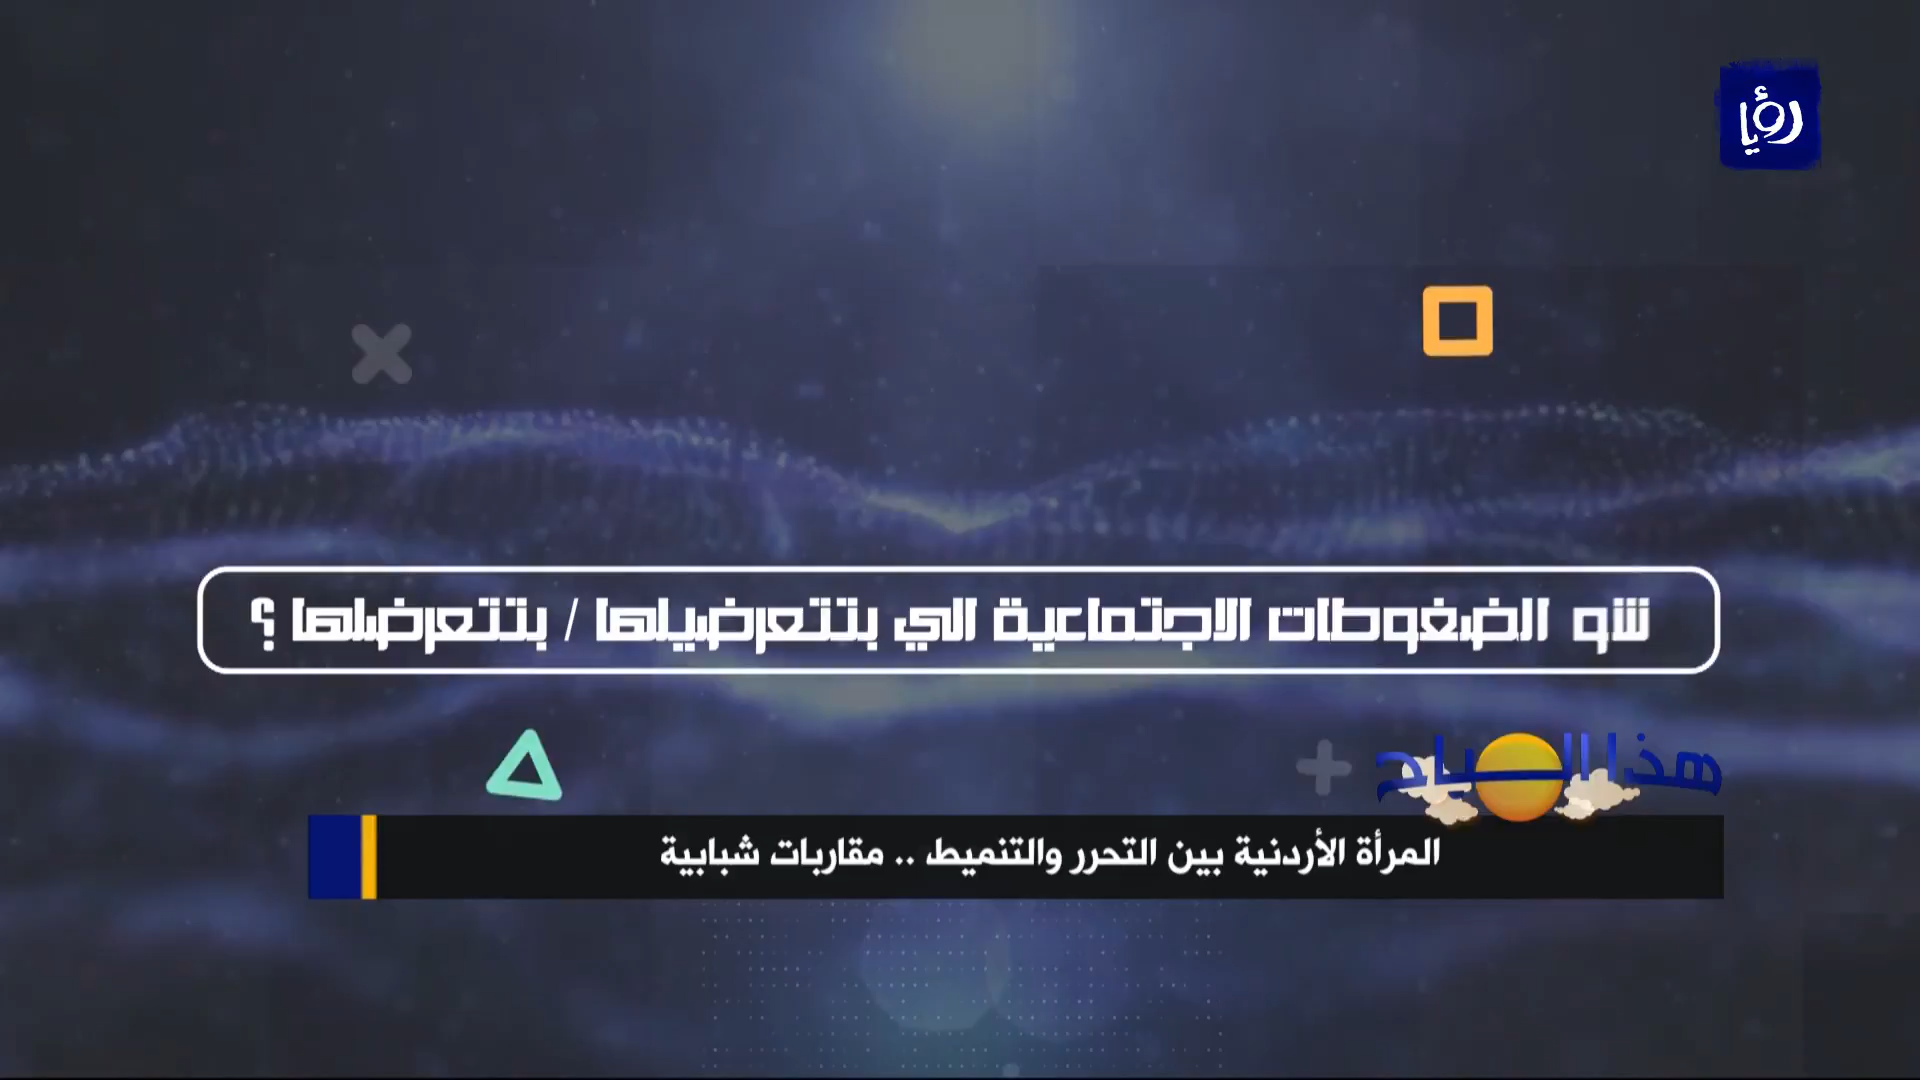 رؤيا
شو الضغوطات الاجتماعية الي بتتعرضيلها / بتتعرضلها ؟
هذا الصباح
المرأة الأردنية بين التحرر والتنميط .. مقاربات شبابية